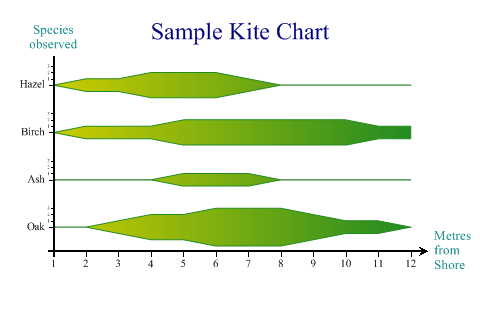 Sample Kite Chart
Species
observed
Hazel
Birch
Ash
Oak
1 2 3 4 5 6 7 8 9 10 11 12
Metres
from
Shore